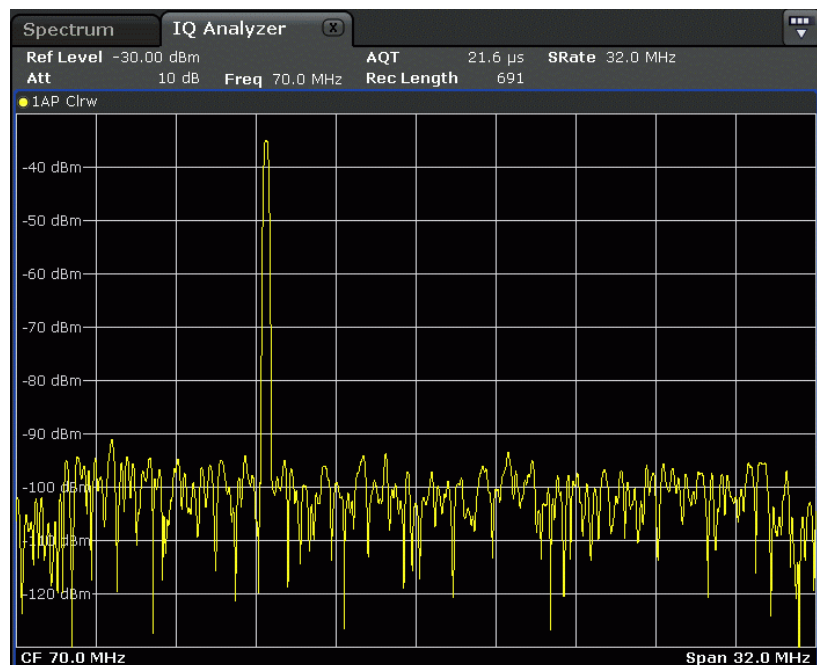 Spectrum IQ Analyzer X
Ref Level -30.00 dBm AQT 21.6 µs SRate 32.0 MHz
Att 10 dB Freq 70.0 MHz Rec Length 691
1AP Clrw
-40 dBm
-50 dBm
-60 dBm
-70 dBm
-80 dBm
-90 dBm
-100 dBm
-110 dBm
-120 dBm
CF 70.0 MHz Span 32.0 MHz